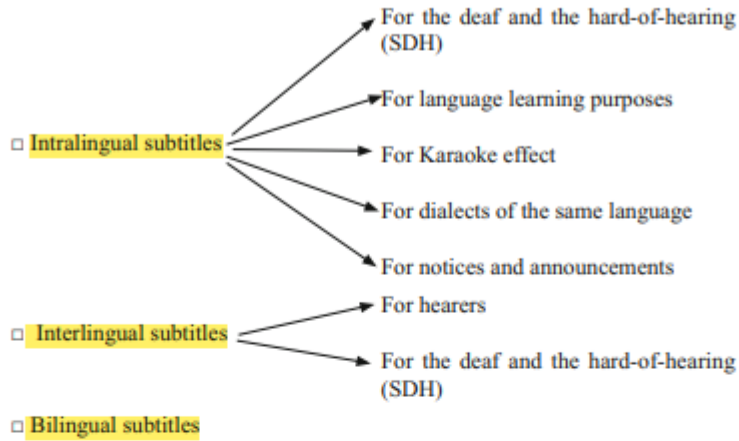 For the deaf and the hard-of-hearing
(SDH)
For language learning purposes
□ Intralingual subtitles
For Karaoke effect
For dialects of the same language
For notices and announcements
For hearers
□ Interlingual subtitles
For the deaf and the hard-of-hearing
(SDH)
□ Bilingual subtitles